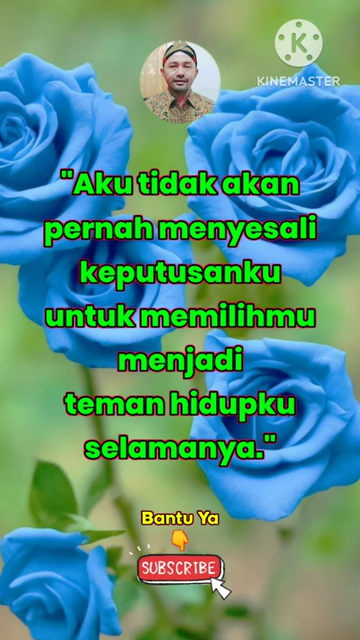 KINEMASTER
"Aku tidak akan
pernah menyesali
keputusanku
untuk memilihmu
menjadi
teman hidupku
selamanya."
Bantu Ya
SUBSCRIBE